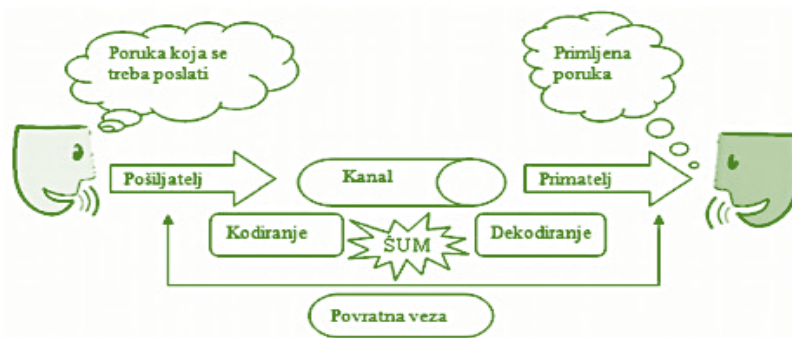 Poruka koja se
treba poslati
Primljena
poruka
Pošiljatelj
Kanal
Primatelj
Kodiranje
ŠUM
Dekodiranje
Povratna veza